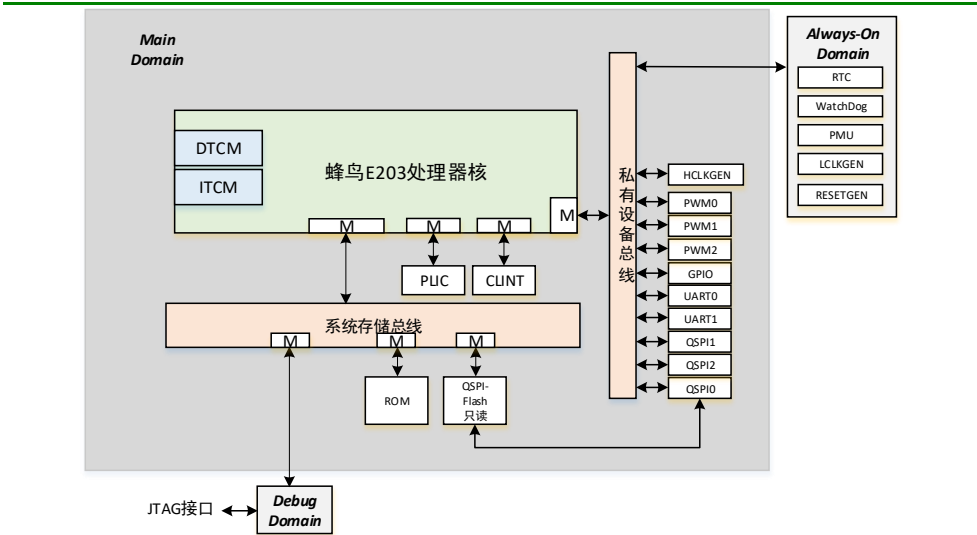 Main
Domain
Always-On
Domain
RTC
WatchDog
PMU
LCLKGEN
RESETGEN
DTCM
ITCM
蜂鸟E203处理器核
M
M
M
M
PLIC
CLINT
私有设备总线
HCLKGEN
PWM0
PWM1
PWM2
GPIO
UART0
UART1
QSPI1
QSPI2
QSPI0
系统存储总线
M
M
M
ROM
QSPI-
Flash
只读
JTAG接口
Debug
Domain